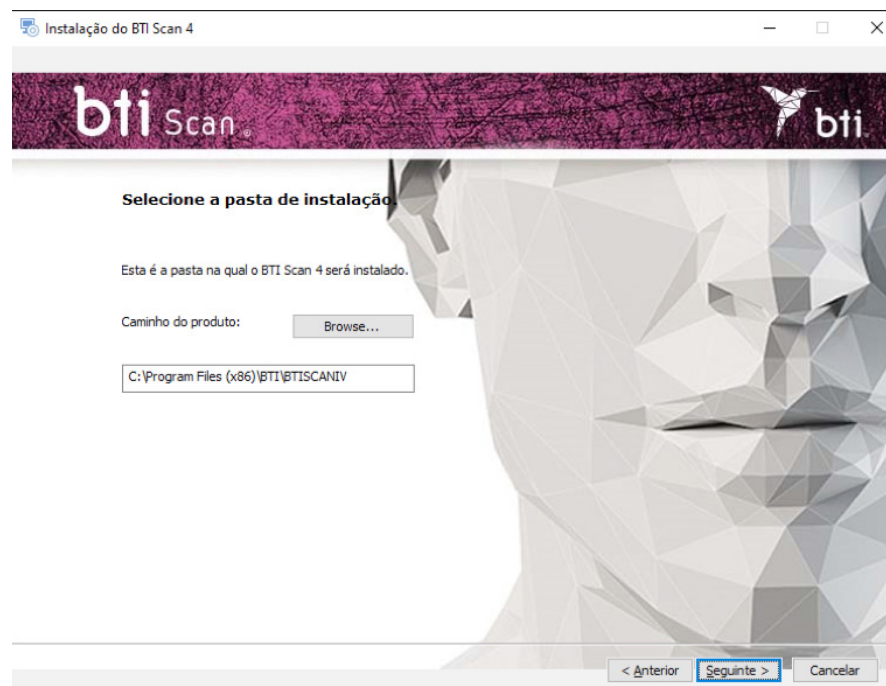 Instalação do BTI Scan 4
bti Scan®
bti
Selecione a pasta de instalação.
Esta é a pasta na qual o BTI Scan 4 será instalado.
Caminho do produto:
Browse...
C:\Program Files (x86)\BTI\BTISCANIV
< Anterior
Seguinte >
Cancelar